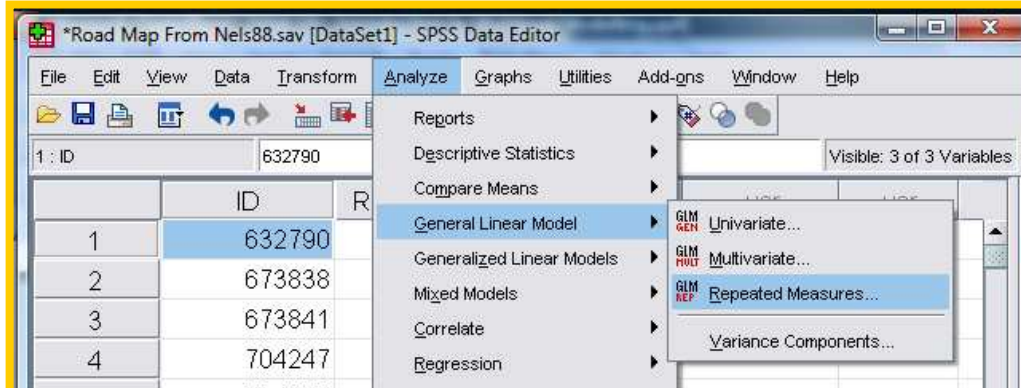 *Road Map From Nels88.sav [DataSet1] - SPSS Data Editor
File Edit View Data Transform Analyze Graphs Utilities Add-ons Window Help
1 : ID 632790 Visible: 3 of 3 Variables
Reports
Descriptive Statistics
Compare Means
General Linear Model
Generalized Linear Models
Mixed Models
Correlate
Regression
GLM GEN Univariate...
GLM MULT Multivariate...
GLM REP Repeated Measures...
Variance Components...
ID R
1 632790
2 673838
3 673841
4 704247